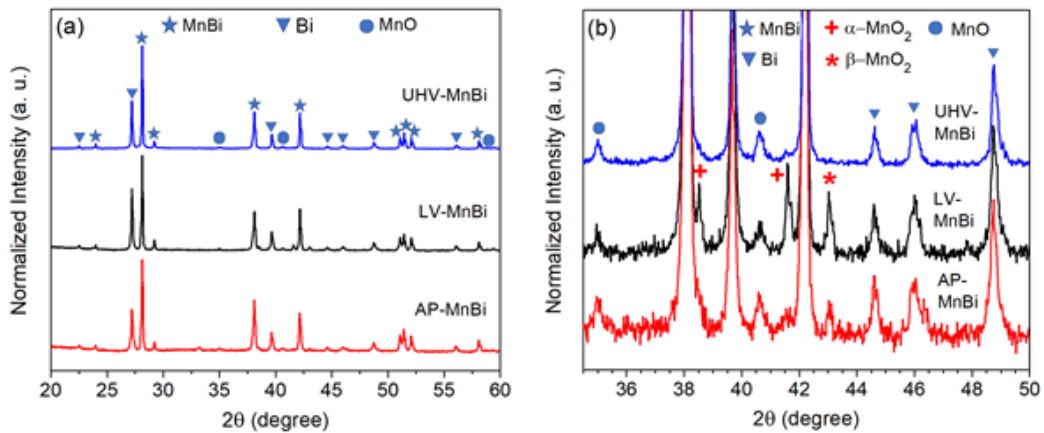 (a) MnBi Bi MnO
UHV-MnBi
LV-MnBi
AP-MnBi
20 25 30 35 40 45 50 55 60
2θ (degree)
Normalized Intensity (a. u.)
(b) MnBi α–MnO₂ MnO
Bi β–MnO₂
UHV-
MnBi
LV-
MnBi
AP-
MnBi
36 38 40 42 44 46 48 50
2θ (degree)
Normalized Intensity (a. u.)